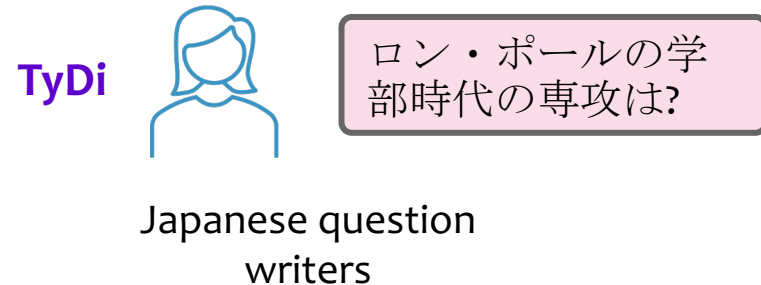 TyDi
ロン・ポールの学
部時代の専攻は?
Japanese question
writers